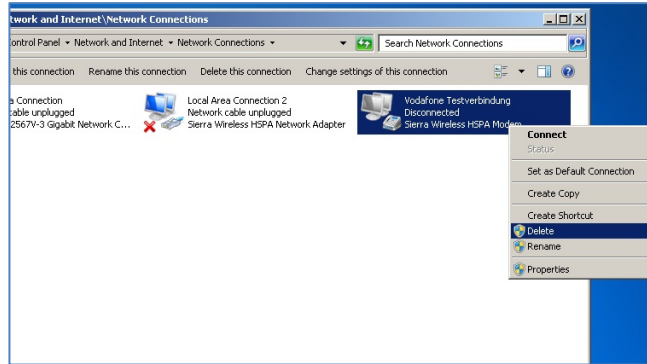 twork and Internet\Network Connections
Control Panel ▾ Network and Internet ▾ Network Connections ▾
Search Network Connections
this connection Rename this connection Delete this connection Change settings of this connection
a Connection
cable unplugged
2567V-3 Gigabit Network C...
Local Area Connection 2
Network cable unplugged
Sierra Wireless HSPA Network Adapter
Vodafone Testverbindung
Disconnected
Sierra Wireless HSPA Modem
Connect
Status
Set as Default Connection
Create Copy
Create Shortcut
Delete
Rename
Properties